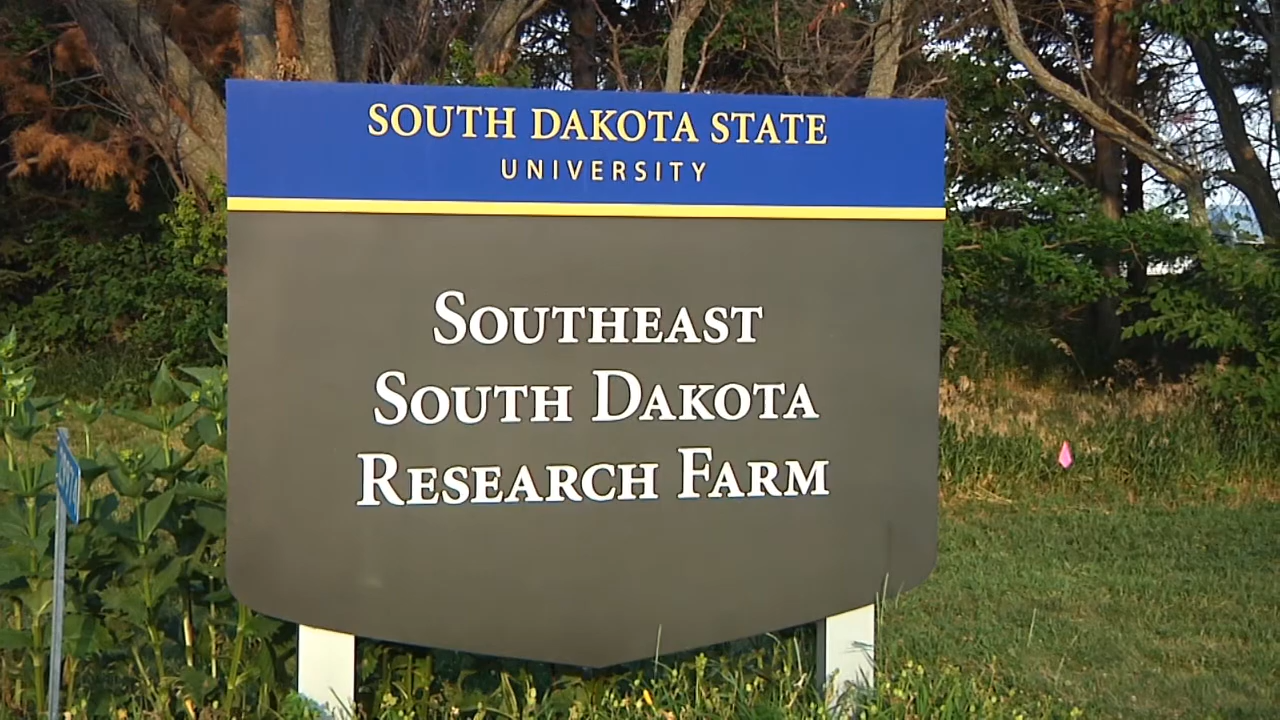 SOUTH DAKOTA STATE
UNIVERSITY
SOUTHEAST
SOUTH DAKOTA
RESEARCH FARM